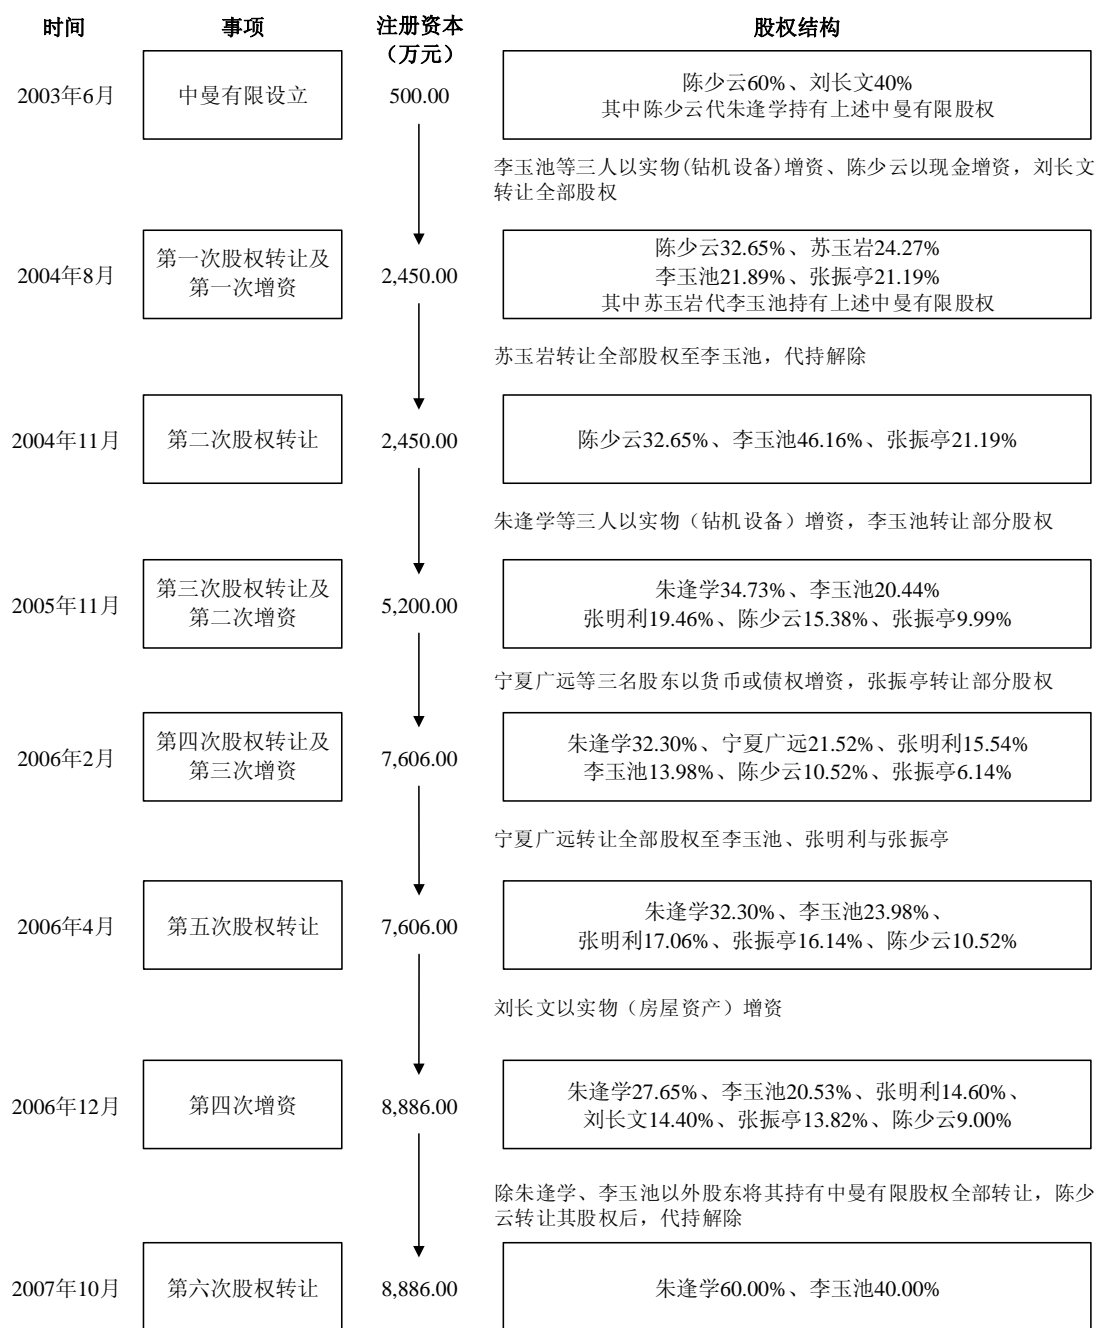 时间 事项 注册资本 股权结构
（万元）
2003年6月 中曼有限设立 500.00 陈少云60%、刘长文40%
其中陈少云代朱逢学持有上述中曼有限股权
李玉池等三人以实物(钻机设备)增资、陈少云以现金增资，刘长文
转让全部股权
2004年8月 第一次股权转让及
第一次增资 2,450.00 陈少云32.65%、苏玉岩24.27%
李玉池21.89%、张振亭21.19%
其中苏玉岩代李玉池持有上述中曼有限股权
苏玉岩转让全部股权至李玉池，代持解除
2004年11月 第二次股权转让 2,450.00 陈少云32.65%、李玉池46.16%、张振亭21.19%
朱逢学等三人以实物（钻机设备）增资，李玉池转让部分股权
2005年11月 第三次股权转让及
第二次增资 5,200.00 朱逢学34.73%、李玉池20.44%
张明利19.46%、陈少云15.38%、张振亭9.99%
宁夏广远等三名股东以货币或债权增资，张振亭转让部分股权
2006年2月 第四次股权转让及
第三次增资 7,606.00 朱逢学32.30%、宁夏广远21.52%、张明利15.54%
李玉池13.98%、陈少云10.52%、张振亭6.14%
宁夏广远转让全部股权至李玉池、张明利与张振亭
2006年4月 第五次股权转让 7,606.00 朱逢学32.30%、李玉池23.98%、
张明利17.06%、张振亭16.14%、陈少云10.52%
刘长文以实物（房屋资产）增资
2006年12月 第四次增资 8,886.00 朱逢学27.65%、李玉池20.53%、张明利14.60%、
刘长文14.40%、张振亭13.82%、陈少云9.00%
除朱逢学、李玉池以外股东将其持有中曼有限股权全部转让，陈少
云转让其股权后，代持解除
2007年10月 第六次股权转让 8,886.00 朱逢学60.00%、李玉池40.00%